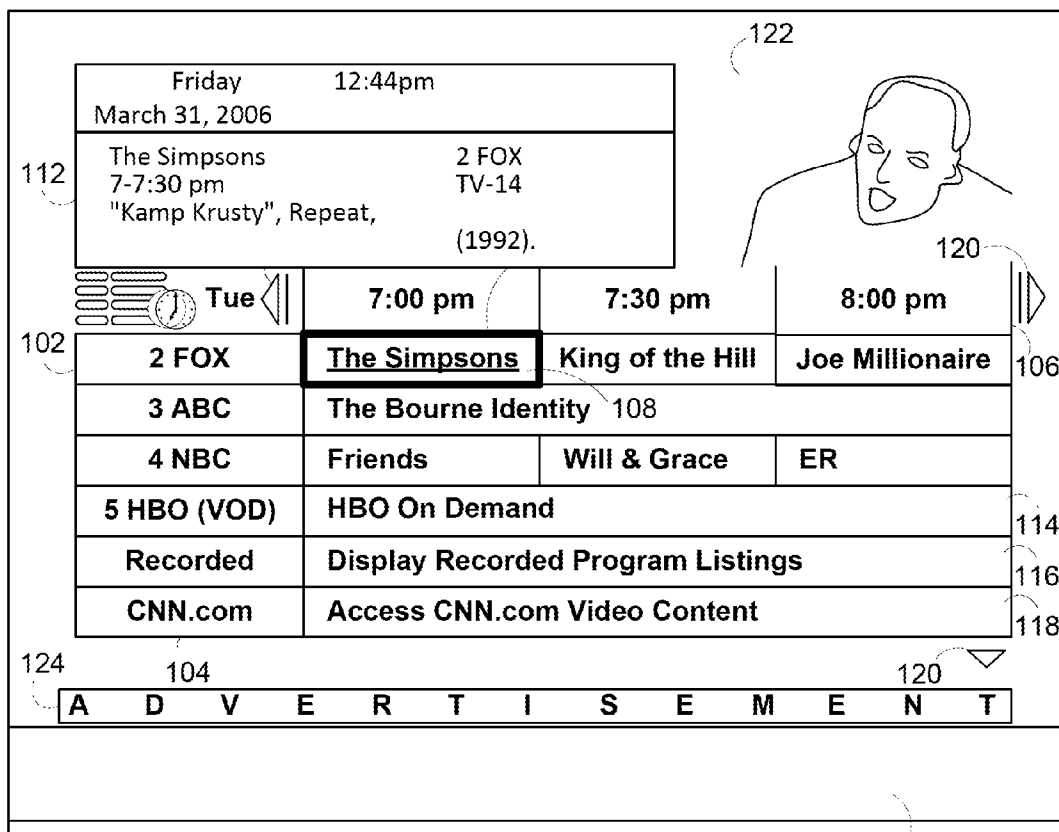 122
Friday 12:44pm
March 31, 2006
112
The Simpsons 2 FOX
7-7:30 pm TV-14
"Kamp Krusty", Repeat,
(1992).
120
Tue 7:00 pm 7:30 pm 8:00 pm
102
2 FOX The Simpsons King of the Hill Joe Millionaire
106
3 ABC The Bourne Identity 108
4 NBC Friends Will & Grace ER
5 HBO (VOD) HBO On Demand
114
Recorded Display Recorded Program Listings
116
CNN.com Access CNN.com Video Content
118
124
104
120
A D V E R T I S E M E N T